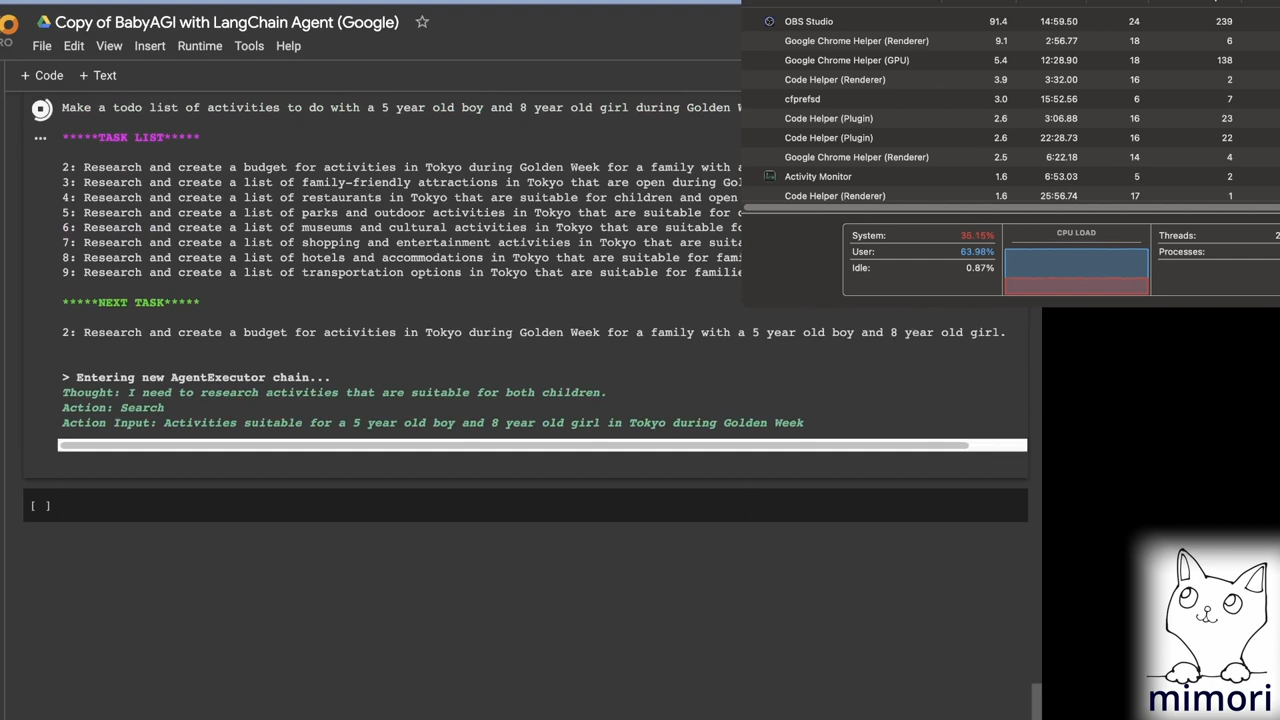 Copy of BabyAGI with LangChain Agent (Google)
File Edit View Insert Runtime Tools Help
+ Code + Text
Make a todo list of activities to do with a 5 year old boy and 8 year old girl during Golden
*****TASK LIST*****
2: Research and create a budget for activities in Tokyo during Golden Week for a family with
3: Research and create a list of family-friendly attractions in Tokyo that are open during
4: Research and create a list of restaurants in Tokyo that are suitable for children and open
5: Research and create a list of parks and outdoor activities in Tokyo that are suitable for
6: Research and create a list of museums and cultural activities in Tokyo that are suitable
7: Research and create a list of shopping and entertainment activities in Tokyo that are
8: Research and create a list of hotels and accommodations in Tokyo that are suitable for
9: Research and create a list of transportation options in Tokyo that are suitable for
*****NEXT TASK*****
2: Research and create a budget for activities in Tokyo during Golden Week for a family with a 5 year old boy and 8 year old girl.
> Entering new AgentExecutor chain...
Thought: I need to research activities that are suitable for both children.
Action: Search
Action Input: Activities suitable for a 5 year old boy and 8 year old girl in Tokyo during Golden Week
[ ]
OBS Studio 91.4 14:59.50 24 239
Google Chrome Helper (Renderer) 9.1 2:56.77 18 6
Google Chrome Helper (GPU) 5.4 12:28.90 18 138
Code Helper (Renderer) 3.9 3:32.00 16 2
cfprefsd 3.0 15:52.56 6 7
Code Helper (Plugin) 2.6 3:06.88 16 23
Code Helper (Plugin) 2.6 22:28.73 16 22
Google Chrome Helper (Renderer) 2.5 6:22.18 14 4
Activity Monitor 1.6 6:53.03 5 2
Code Helper (Renderer) 1.6 25:56.74 17 1
System: 35.15% CPU LOAD Threads:
User: 63.98% Processes:
Idle: 0.87%
mimori